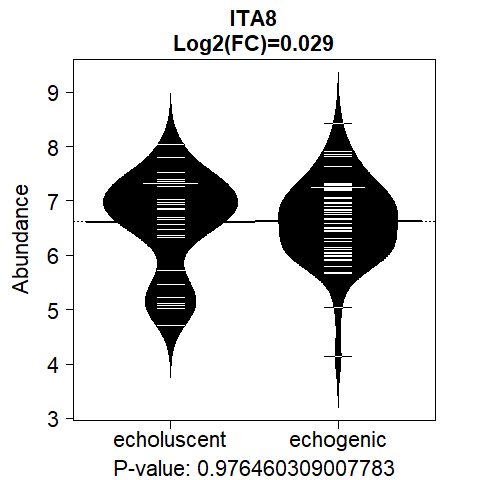 ITA8
Log2(FC)=0.029
Abundance
9
8
7
6
5
4
3
echoluscent echogenic
P-value: 0.976460309007783